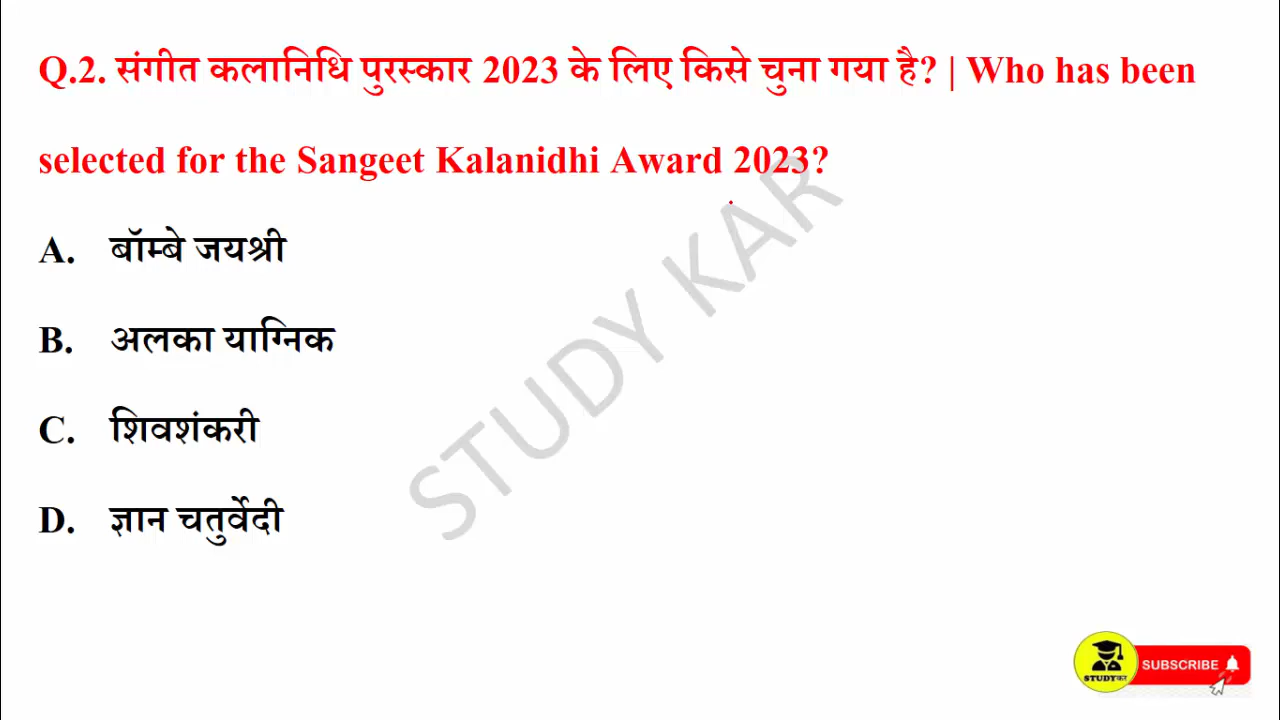 Q.2. संगीत कलानिधि पुरस्कार 2023 के लिए किसे चुना गया है? | Who has been
selected for the Sangeet Kalanidhi Award 2023?
A. बॉम्बे जयश्री
B. अलका याग्निक
C. शिवशंकरी
D. ज्ञान चतुर्वेदी
STUDY KAR
STUDYकर
SUBSCRIBE